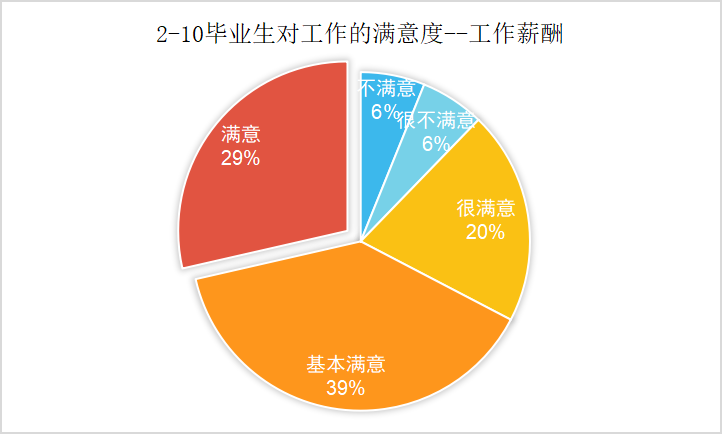 2-10毕业生对工作的满意度--工作薪酬
不满意
6%
很不满意
6%
满意
29%
很满意
20%
基本满意
39%